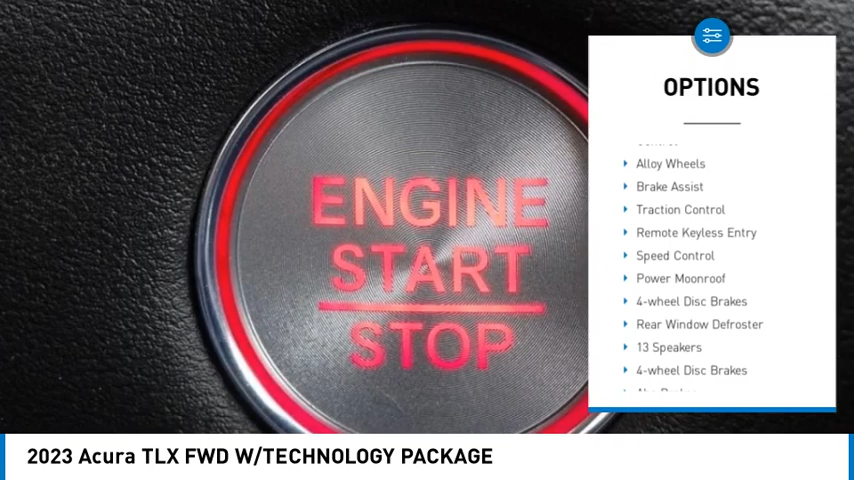 ENGINE
START
STOP
OPTIONS
Alloy Wheels
Brake Assist
Traction Control
Remote Keyless Entry
Speed Control
Power Moonroof
4-wheel Disc Brakes
Rear Window Defroster
13 Speakers
4-wheel Disc Brakes
2023 Acura TLX FWD W/TECHNOLOGY PACKAGE